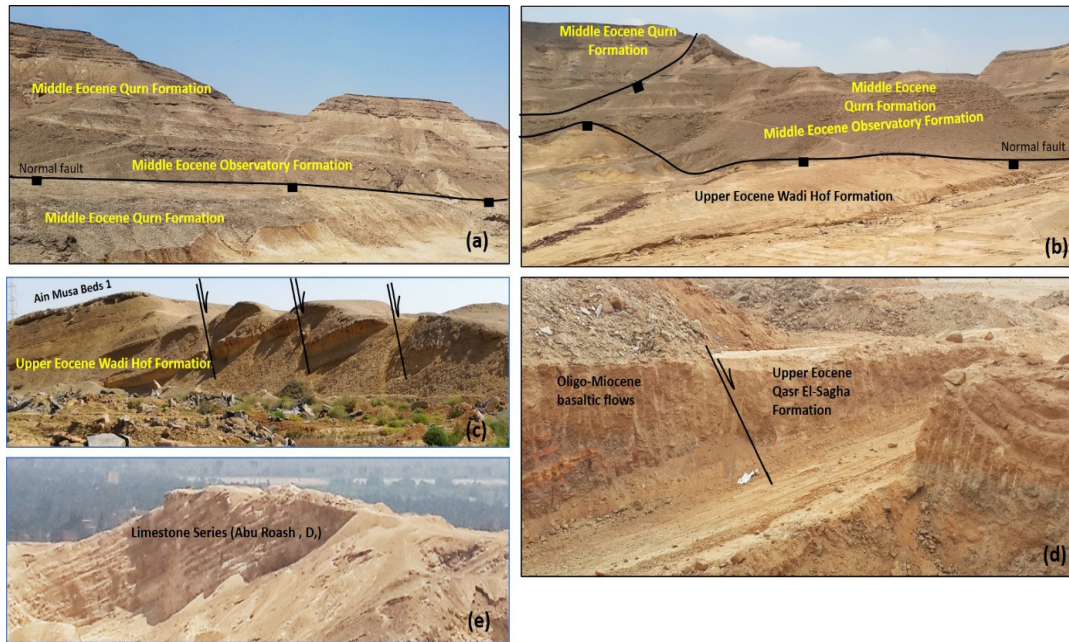 Middle Eocene Qurn Formation
Middle Eocene Observatory Formation
Normal fault
Middle Eocene Qurn Formation
(a)
Middle Eocene Qurn
Formation
Middle Eocene
Qurn Formation
Middle Eocene Observatory Formation
Normal fault
Upper Eocene Wadi Hof Formation
(b)
Ain Musa Beds 1
Upper Eocene Wadi Hof Formation
(c)
Oligo-Miocene
basaltic flows
Upper Eocene
Qasr El-Sagha
Formation
(d)
Limestone Series (Abu Roash , D,)
(e)